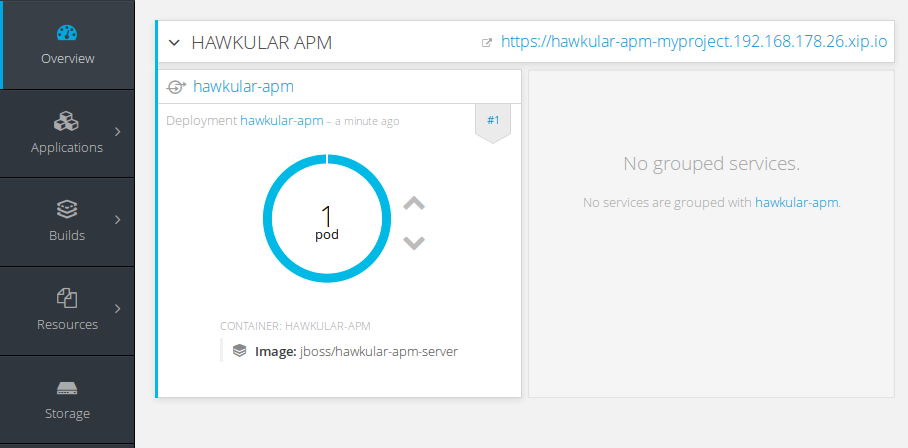 Overview
Applications
Builds
Resources
Storage
HAWKULAR APM
https://hawkular-apm-myproject.192.168.178.26.xip.io
hawkular-apm
Deployment hawkular-apm – a minute ago
#1
1
pod
CONTAINER: HAWKULAR-APM
Image: jboss/hawkular-apm-server
No grouped services.
No services are grouped with hawkular-apm.